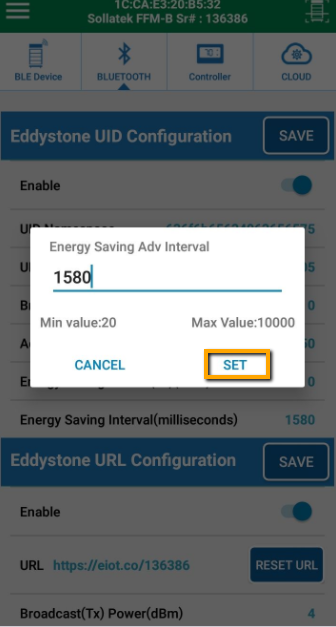 1C:CA:E3:20:B5:32
Sollatek FFM-B Sr# : 136386
BLE Device
BLUETOOTH
Controller
CLOUD
Eddystone UID Configuration
SAVE
Enable
Energy Saving Adv Interval
1580
Min value:20
Max Value:10000
CANCEL
SET
Energy Saving Interval(milliseconds)
1580
Eddystone URL Configuration
SAVE
Enable
URL https://eiot.co/136386
RESET URL
Broadcast(Tx) Power(dBm)
4